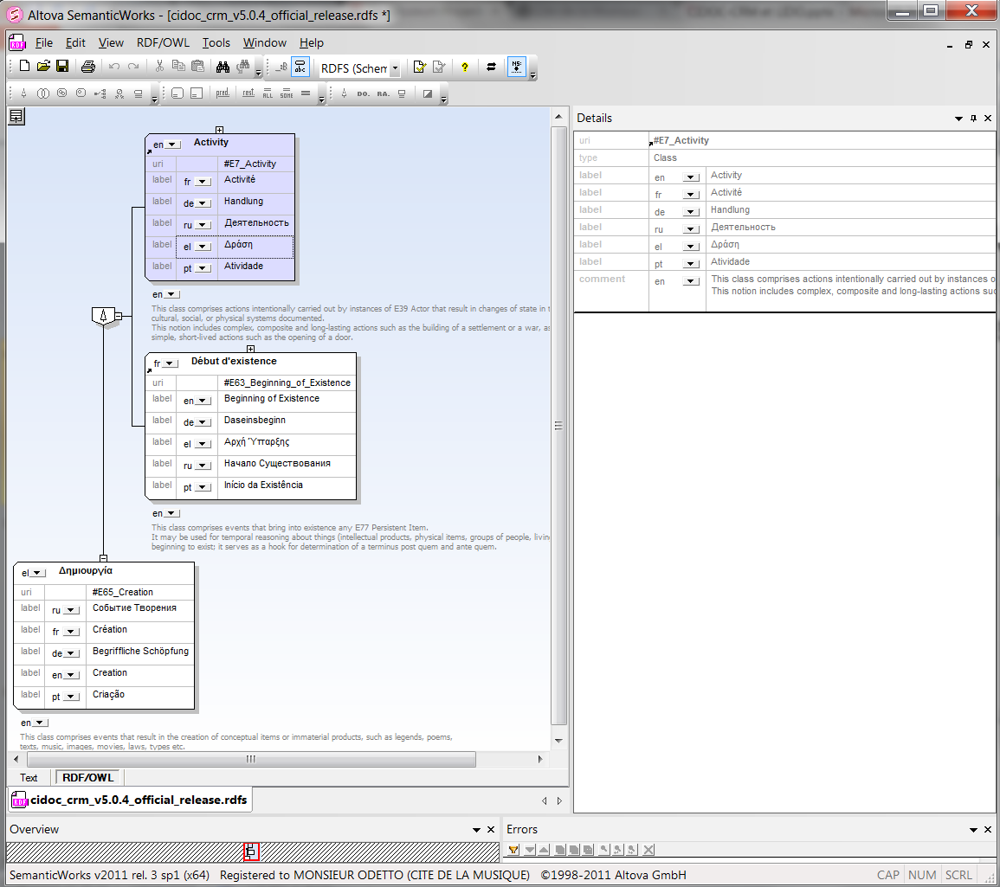 Altova SemanticWorks - [cidoc_crm_v5.0.4_official_release.rdfs *]
File Edit View RDF/OWL Tools Window Help
RDFS (Schem
NS:
pred. rest. ALL SOME DO. RA.
Details
en Activity
uri #E7_Activity
label fr Activité
label de Handlung
label ru Деятельность
label el Δράση
label pt Atividade
en
This class comprises actions intentionally carried out by instances of E39 Actor that result in changes of state in t
cultural, social, or physical systems documented.
This notion includes complex, composite and long-lasting actions such as the building of a settlement or a war, as
simple, short-lived actions such as the opening of a door.
fr Début d'existence
uri #E63_Beginning_of_Existence
label en Beginning of Existence
label de Daseinsbeginn
label el Αρχή Ύπαρξης
label ru Начало Существования
label pt Início da Existência
en
This class comprises events that bring into existence any E77 Persistent Item.
It may be used for temporal reasoning about things (intellectual products, physical items, groups of people, livin
beginning to exist; it serves as a hook for determination of a terminus post quem and ante quem.
el Δημιουργία
uri #E65_Creation
label ru Событие Творения
label fr Création
label de Begriffliche Schöpfung
label en Creation
label pt Criação
en
This class comprises events that result in the creation of conceptual items or immaterial products, such as legends, poems,
texts, music, images, movies, laws, types etc.
uri #E7_Activity
type Class
label en Activity
label fr Activité
label de Handlung
label ru Деятельность
label el Δράση
label pt Atividade
comment en This class comprises actions intentionally carried out by instances o
This notion includes complex, composite and long-lasting actions suc
Text RDF/OWL
cidoc_crm_v5.0.4_official_release.rdfs
Overview
Errors
SemanticWorks v2011 rel. 3 sp1 (x64) Registered to MONSIEUR ODETTO (CITE DE LA MUSIQUE) ©1998-2011 Altova GmbH CAP NUM SCRL